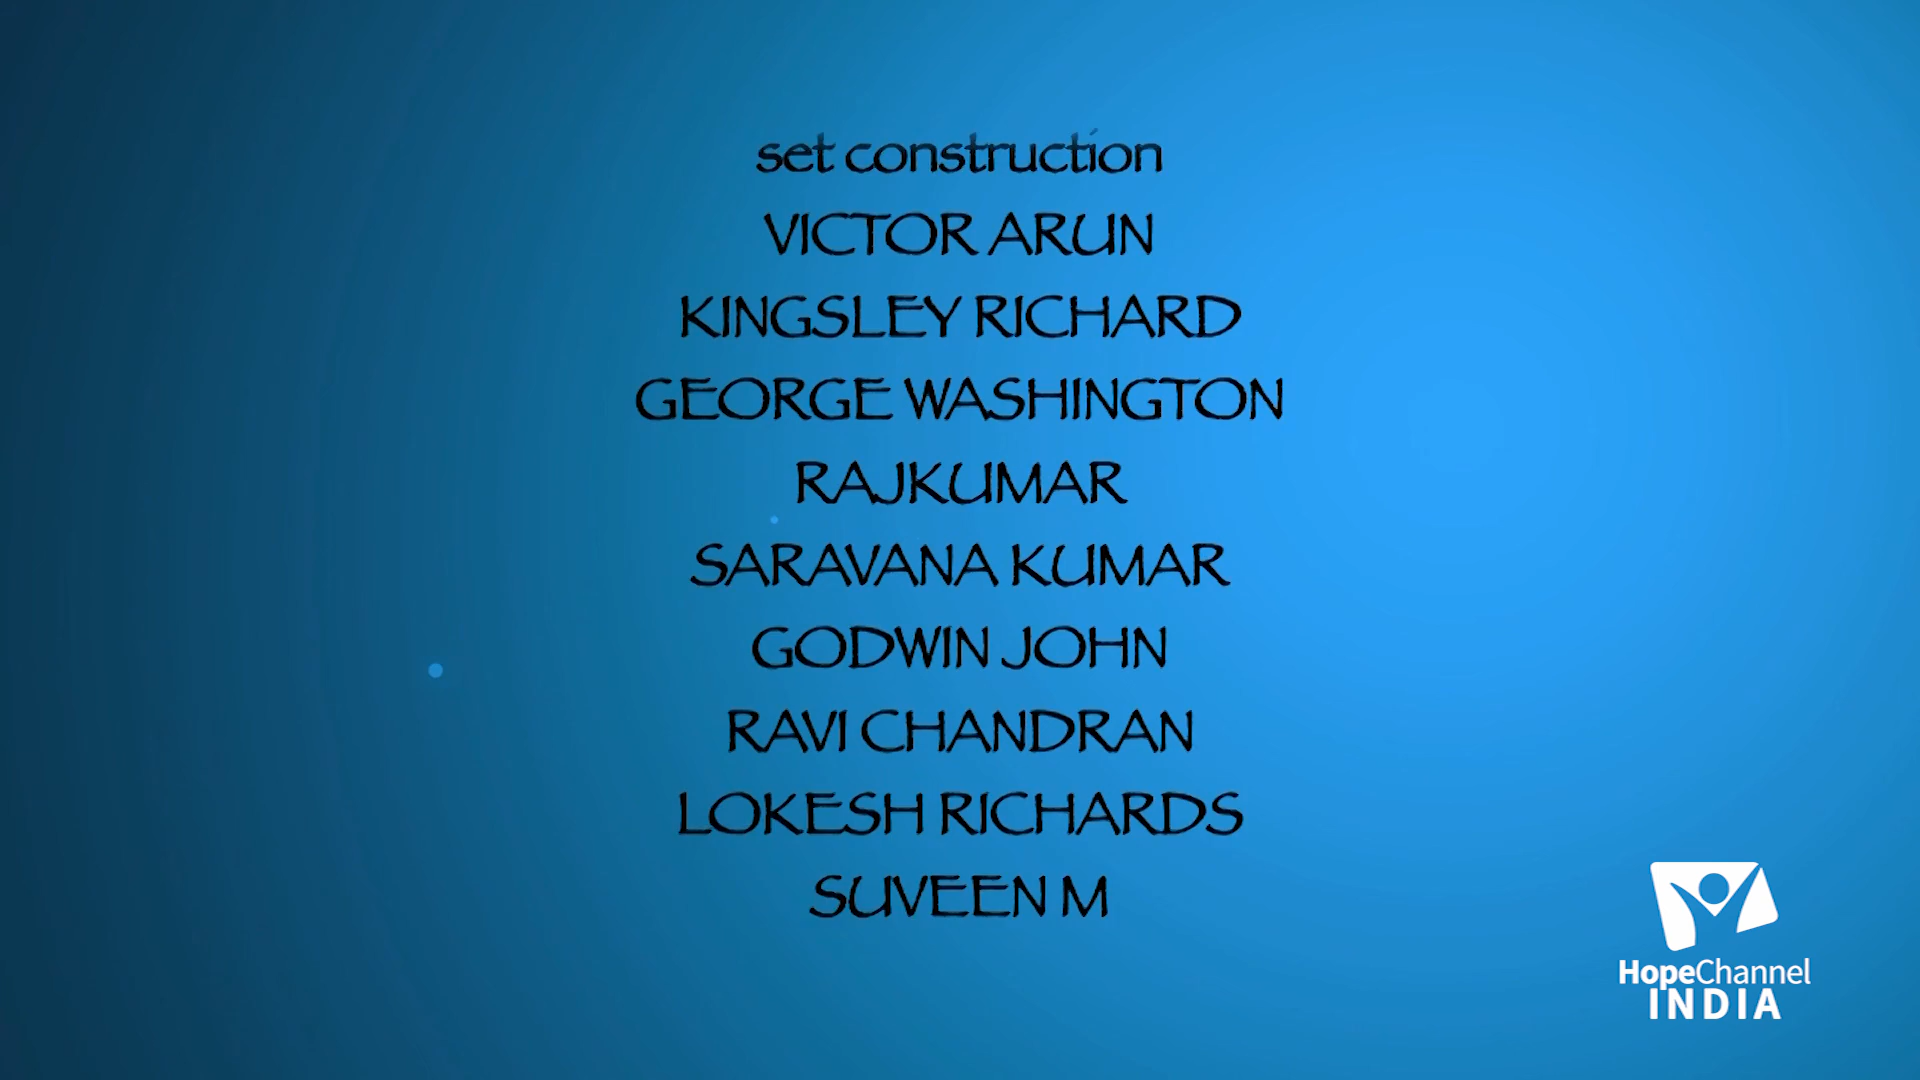 set construction
VICTOR ARUN
KINGSLEY RICHARD
GEORGE WASHINGTON
RAJKUMAR
SARAVANA KUMAR
GODWIN JOHN
RAVI CHANDRAN
LOKESH RICHARDS
SUVEEN M
HopeChannel
INDIA